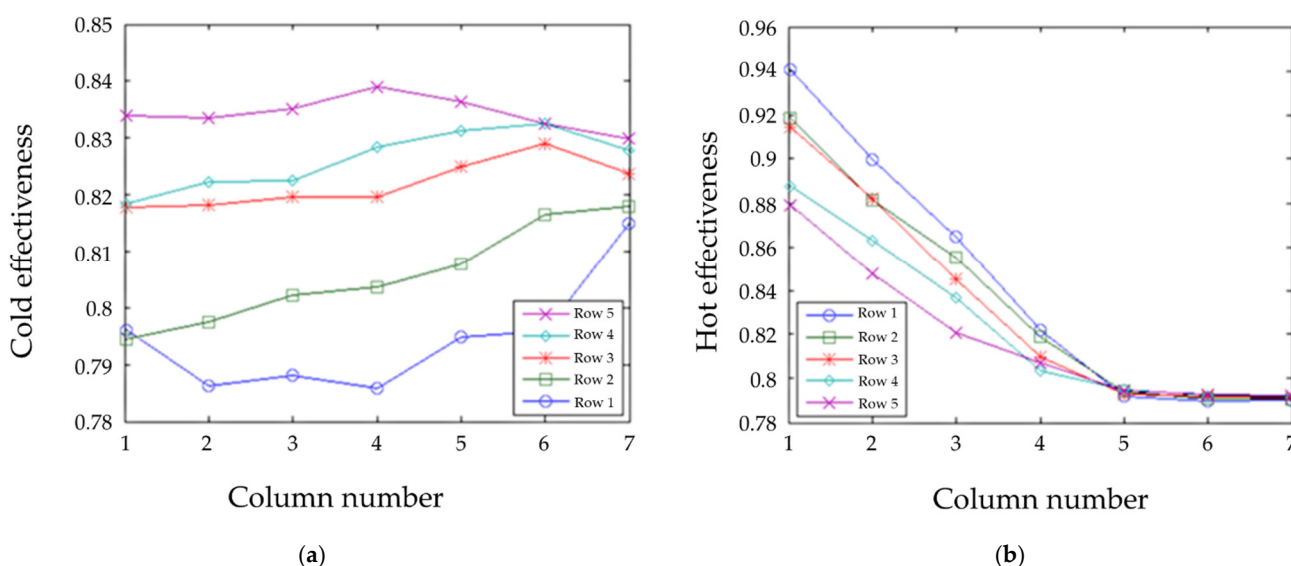 0.85
0.84
0.83
0.82
0.81
0.8
0.79
0.78
Cold effectiveness
Row 5
Row 4
Row 3
Row 2
Row 1
1 2 3 4 5 6 7
Column number
(a)
0.96
0.94
0.92
0.9
0.88
0.86
0.84
0.82
0.8
0.78
Hot effectiveness
Row 1
Row 2
Row 3
Row 4
Row 5
1 2 3 4 5 6 7
Column number
(b)